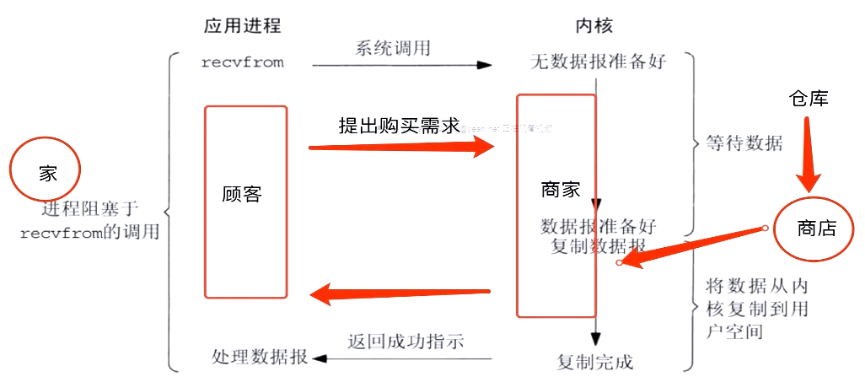 应用进程
内核
recvfrom
系统调用
无数据报准备好
仓库
提出购买需求
等待数据
家
顾客
商家
进程阻塞于
recvfrom的调用
数据报准备好
复制数据报
商店
将数据从内
核复制到用
户空间
返回成功指示
处理数据报
复制完成